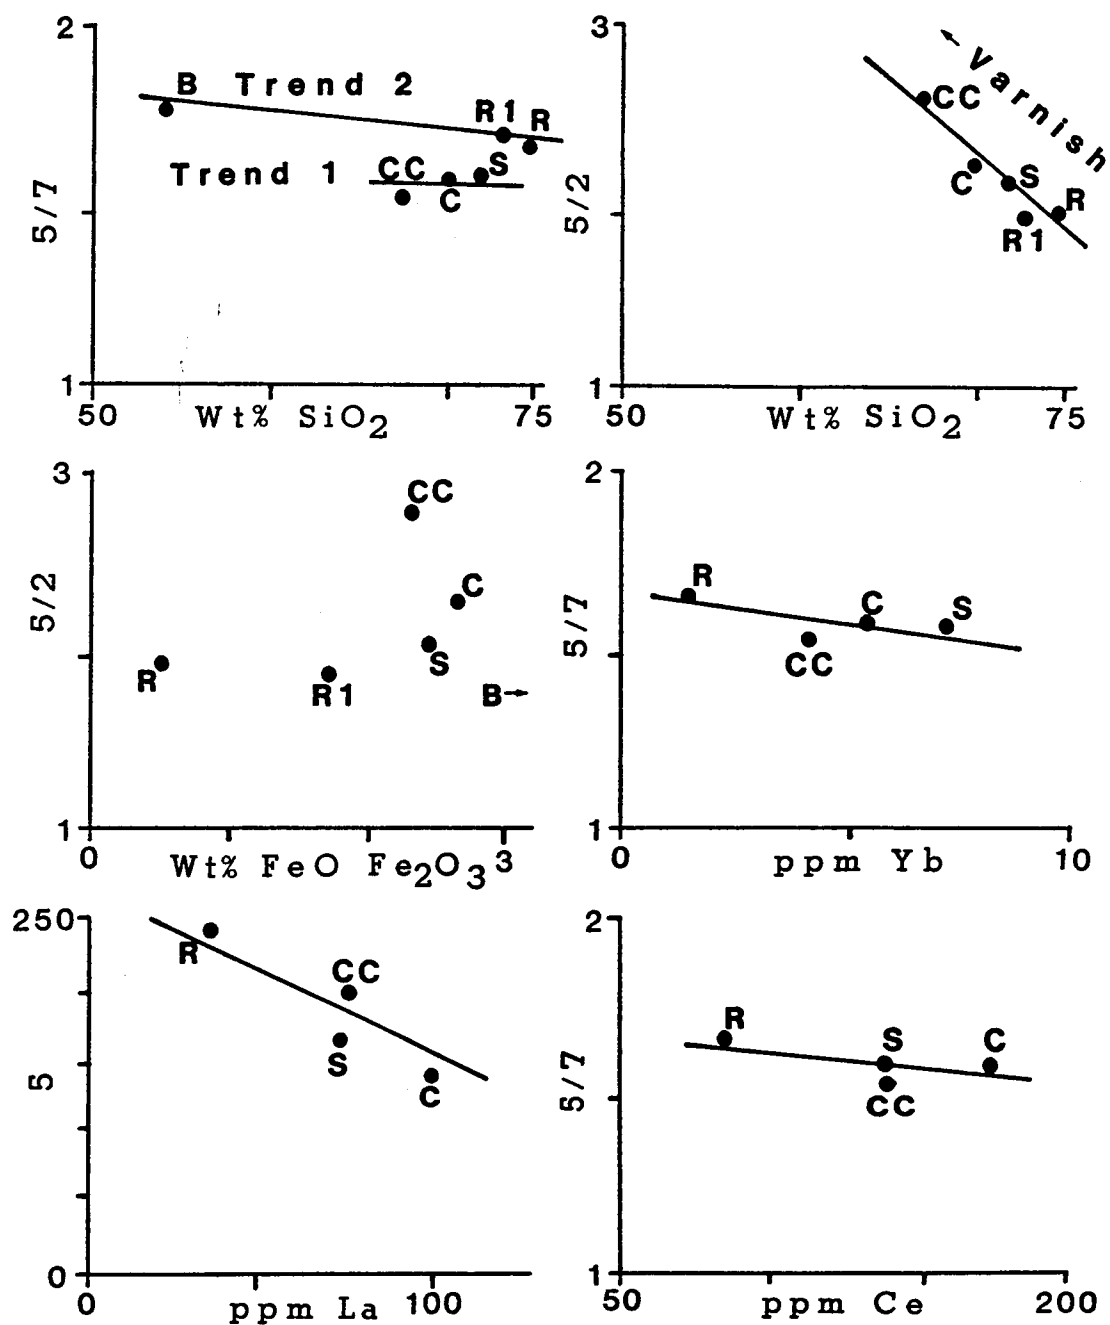 2
B Trend 2
R1 R
Trend 1 CC S
C
5/7
1
50 Wt% SiO2 75
3
Varnish
CC
C S R
R1
5/2
1
50 Wt% SiO2 75
3
CC
C
5/2
S
R R1 B→
1
0 Wt% FeO Fe2O3 3
2
R
C S
5/7
CC
1
0 ppm Yb 10
250
R
CC
S
5
C
0
0 ppm La 100
2
R
S C
5/7
CC
1
50 ppm Ce 200